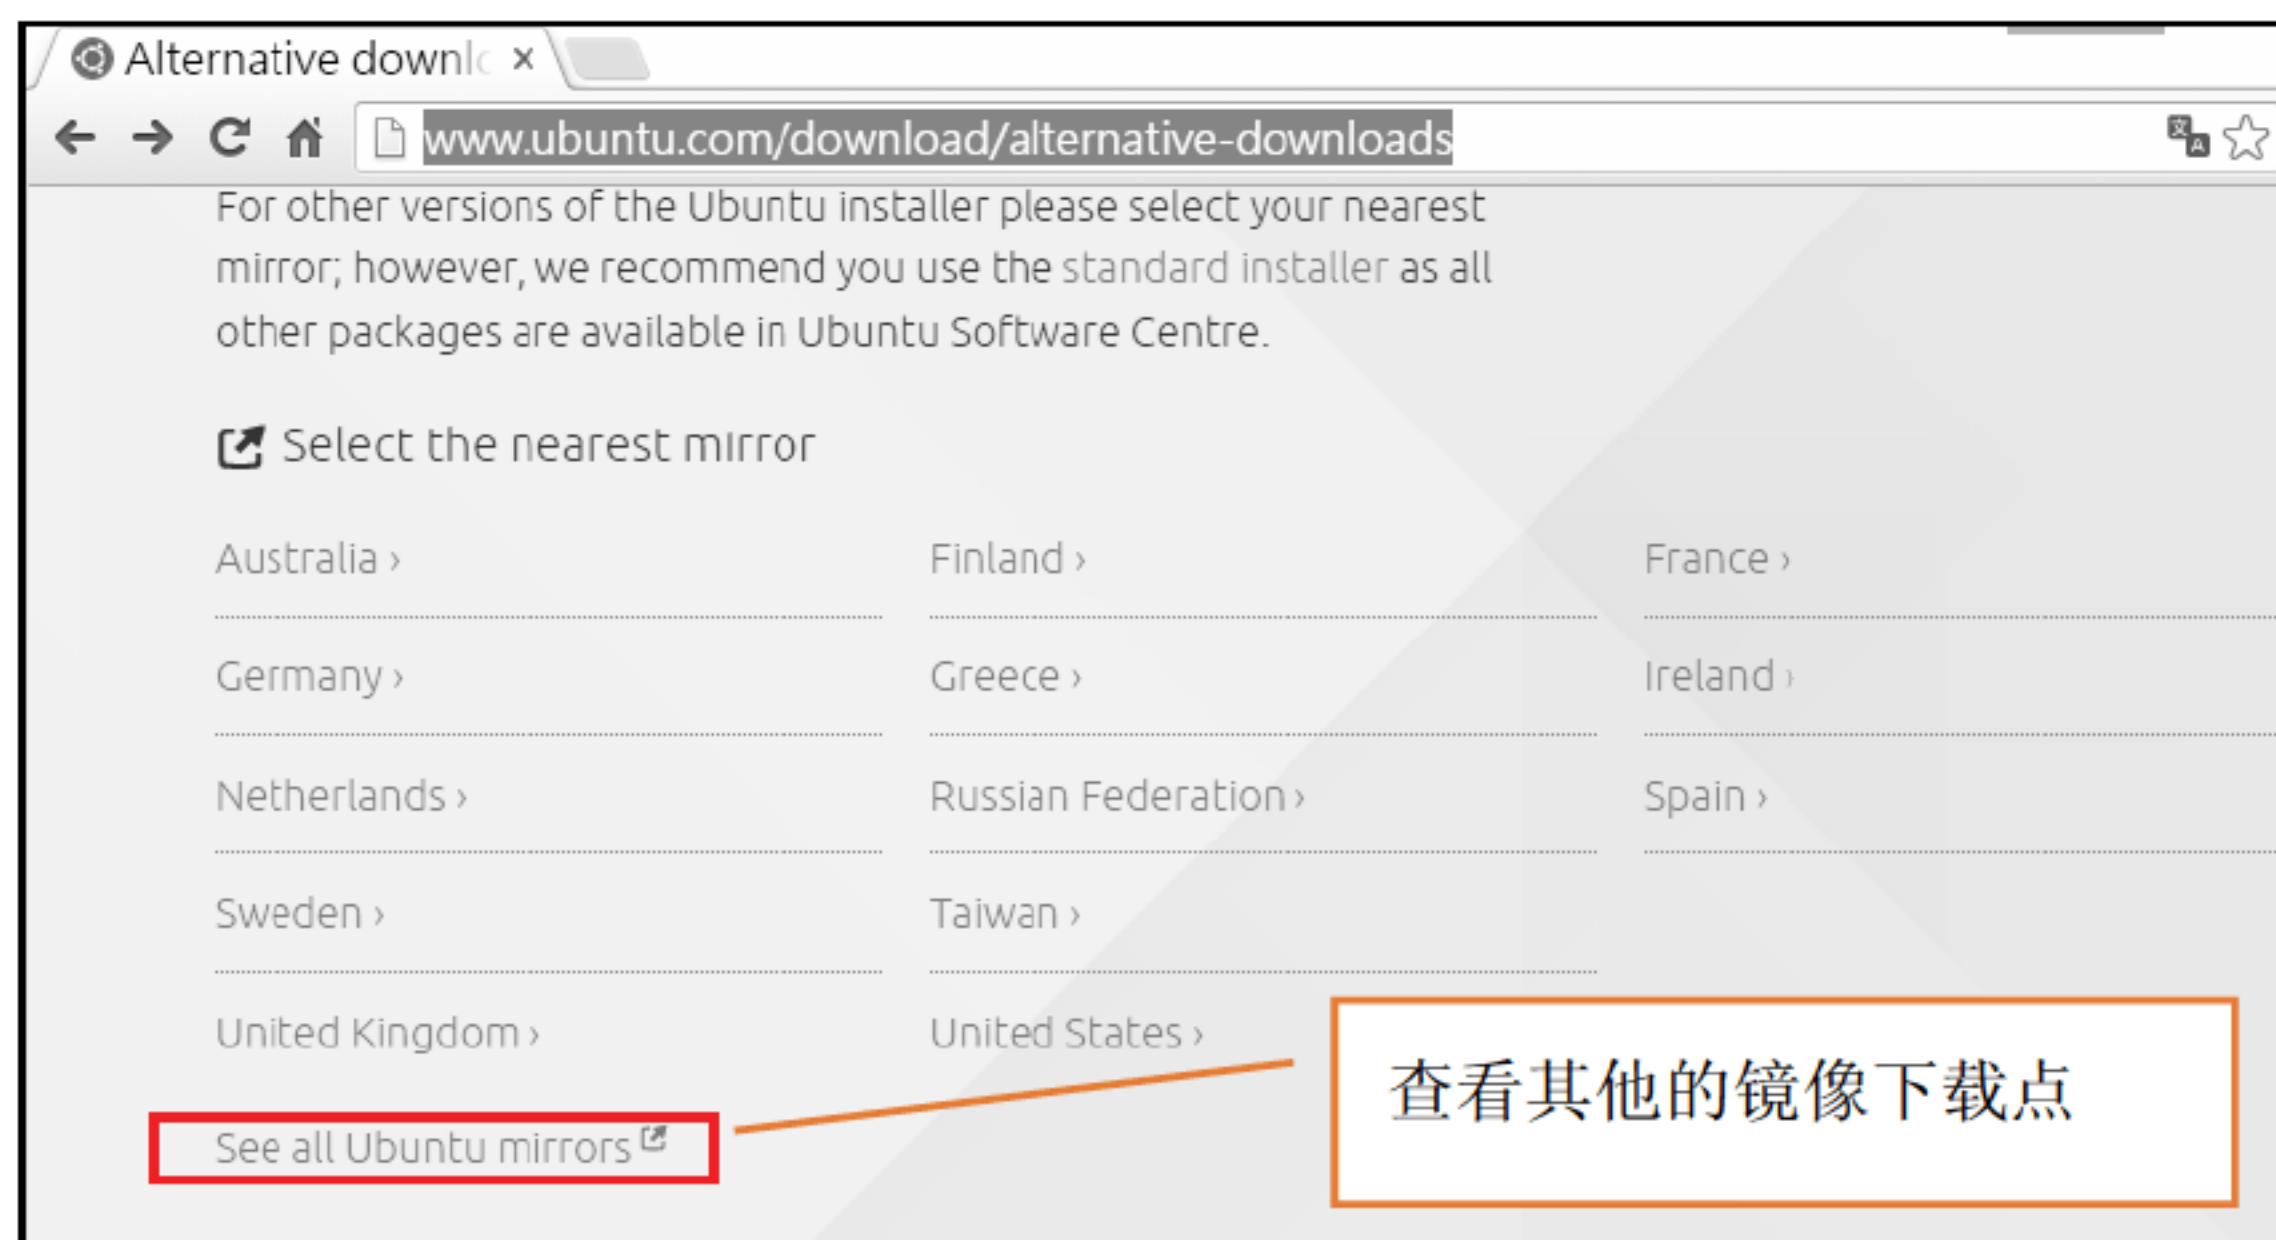 Alternative downlo
www.ubuntu.com/download/alternative-downloads
For other versions of the Ubuntu installer please select your nearest
mirror; however, we recommend you use the standard installer as all
other packages are available in Ubuntu Software Centre.
Select the nearest mirror
Australia ›
Finland ›
France ›
Germany ›
Greece ›
Ireland ›
Netherlands ›
Russian Federation ›
Spain ›
Sweden ›
Taiwan ›
United Kingdom ›
United States ›
See all Ubuntu mirrors
查看其他的镜像下载点